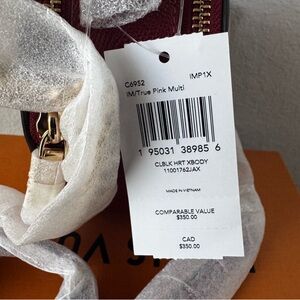 C6952 IMP1X
IM/True Pink Multi
1 95031 38985 6
CLBLK HRT XBODY
11001762JAX
MADE IN VIETNAM
COMPARABLE VALUE
$350.00
CAD
$350.00